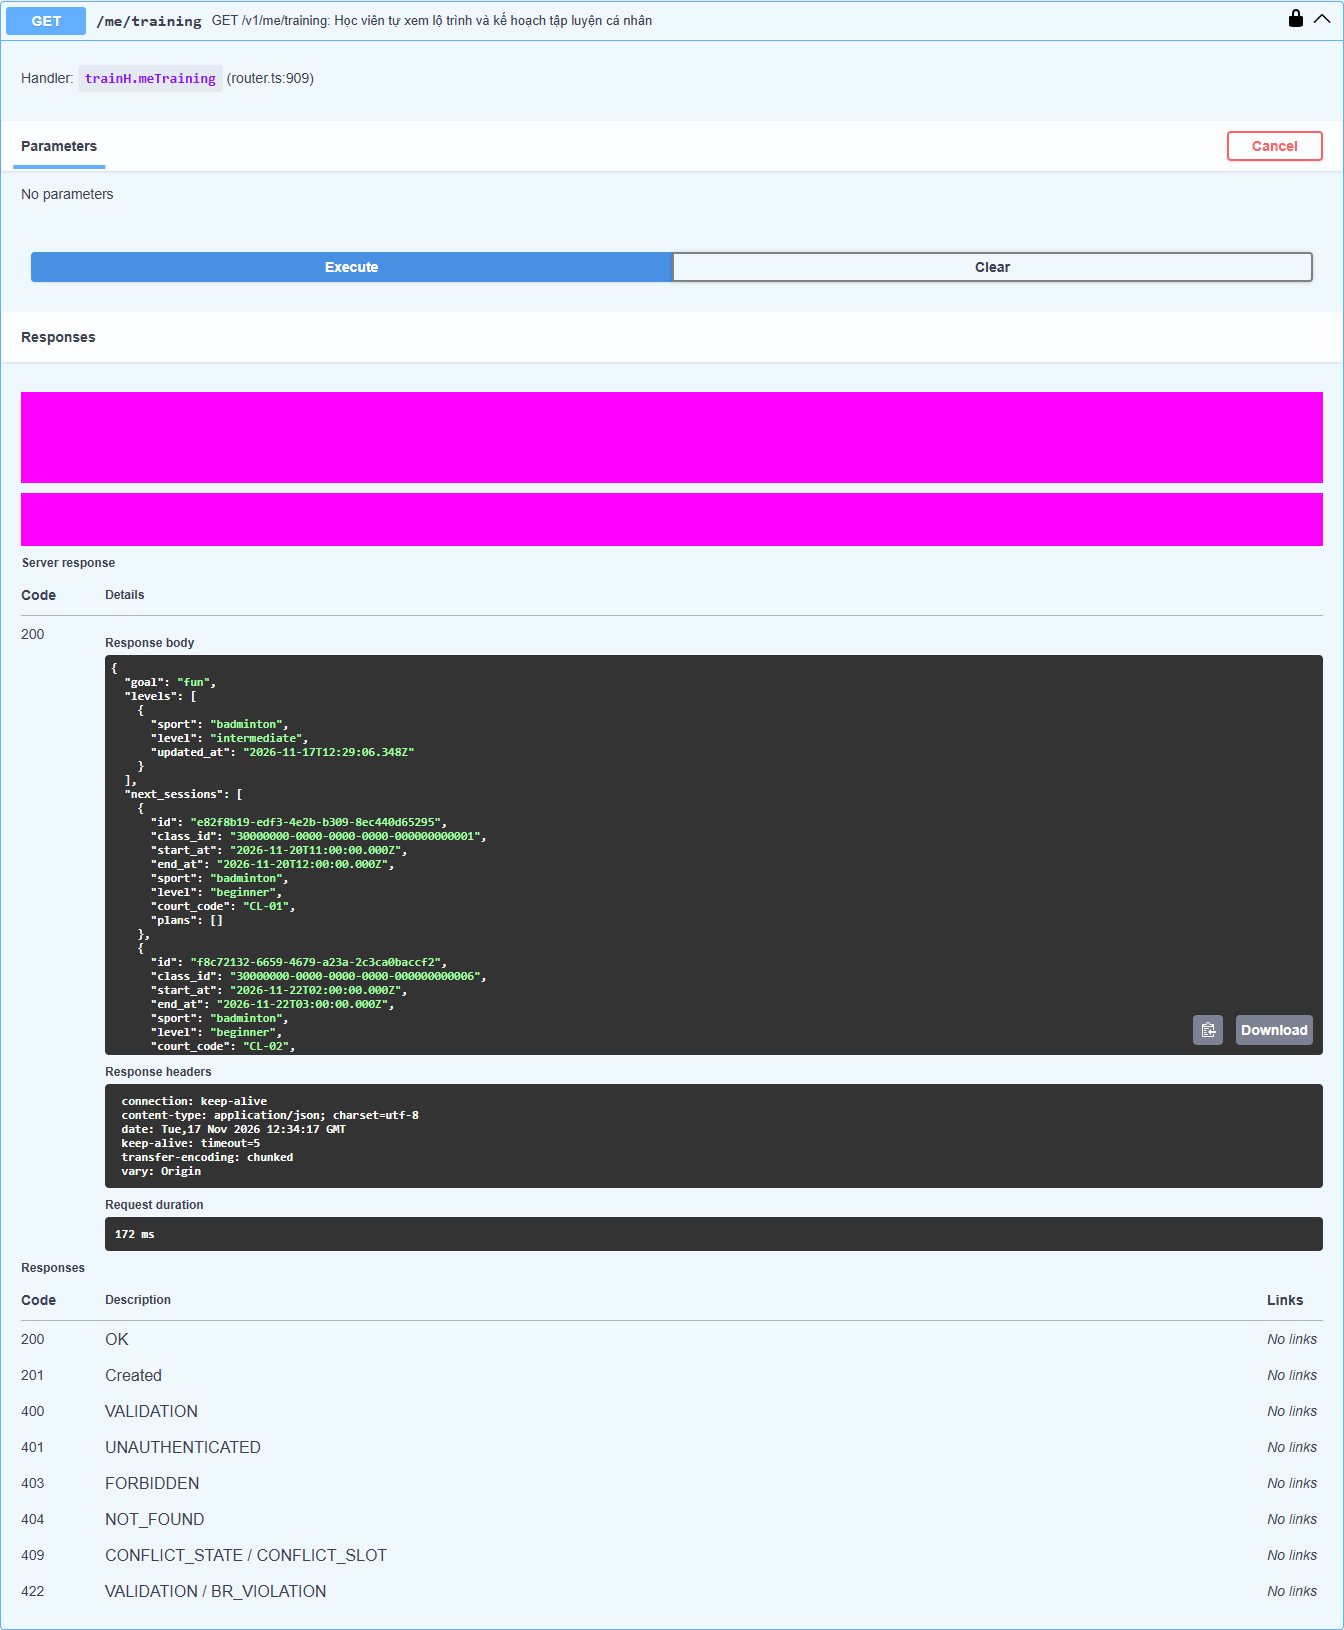 GET /me/training GET /v1/me/training: Học viên tự xem lộ trình và kế hoạch tập luyện cá nhân
Handler: trainH.meTraining (router.ts:909)
Parameters
Cancel
No parameters
Execute
Clear
Responses
Server response
Code Details
200
Response body
{
"goal": "fun",
"levels": [
{
"sport": "badminton",
"level": "intermediate",
"updated_at": "2026-11-17T12:29:06.348Z"
}
],
"next_sessions": [
{
"id": "e82f8b19-edf3-4e2b-b309-8ec440d65295",
"class_id": "30000000-0000-0000-0000-000000000001",
"start_at": "2026-11-20T11:00:00.000Z",
"end_at": "2026-11-20T12:00:00.000Z",
"sport": "badminton",
"level": "beginner",
"court_code": "CL-01",
"plans": []
},
{
"id": "f8c72132-6659-4679-a23a-2c3ca0baccf2",
"class_id": "30000000-0000-0000-0000-000000000006",
"start_at": "2026-11-22T02:00:00.000Z",
"end_at": "2026-11-22T03:00:00.000Z",
"sport": "badminton",
"level": "beginner",
"court_code": "CL-02",
Download
Response headers
connection: keep-alive
content-type: application/json; charset=utf-8
date: Tue,17 Nov 2026 12:34:17 GMT
keep-alive: timeout=5
transfer-encoding: chunked
vary: Origin
Request duration
172 ms
Responses
Code Description Links
200 OK No links
201 Created No links
400 VALIDATION No links
401 UNAUTHENTICATED No links
403 FORBIDDEN No links
404 NOT_FOUND No links
409 CONFLICT_STATE / CONFLICT_SLOT No links
422 VALIDATION / BR_VIOLATION No links